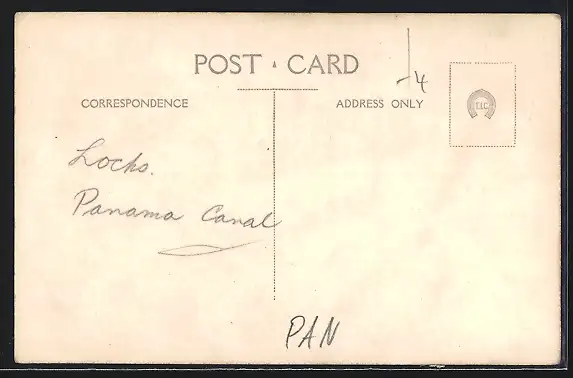 POST CARD
4
CORRESPONDENCE
ADDRESS ONLY
T.I.C.
Locks.
Panama Canal
PAN